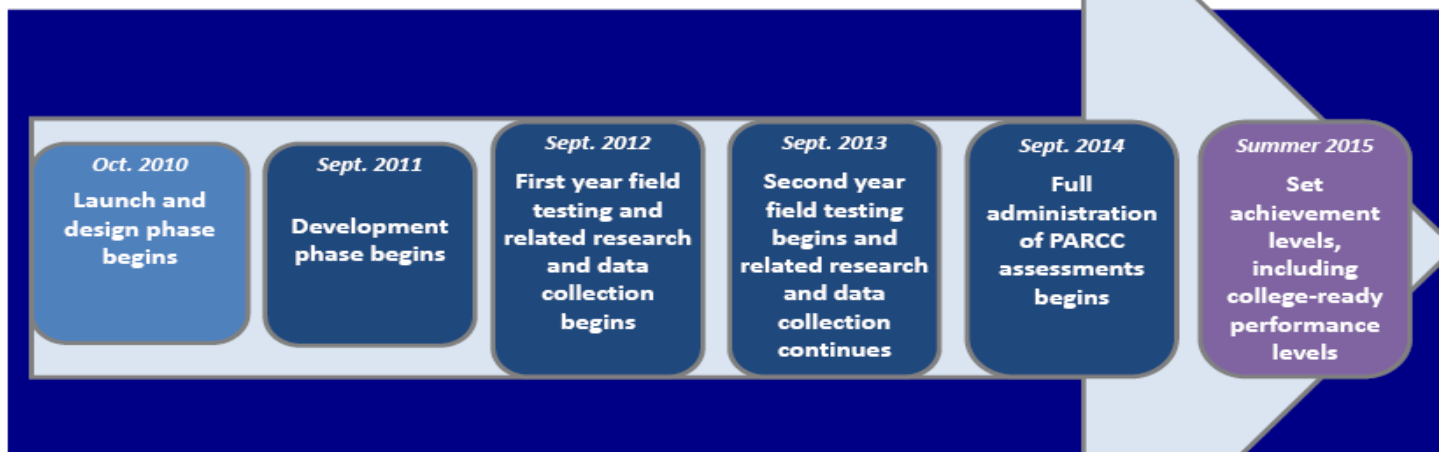 Oct. 2010
Launch and
design phase
begins
Sept. 2011
Development
phase begins
Sept. 2012
First year field
testing and
related research
and data
collection
begins
Sept. 2013
Second year
field testing
begins and
related research
and data
collection
continues
Sept. 2014
Full
administration
of PARCC
assessments
begins
Summer 2015
Set
achievement
levels,
including
college-ready
performance
levels